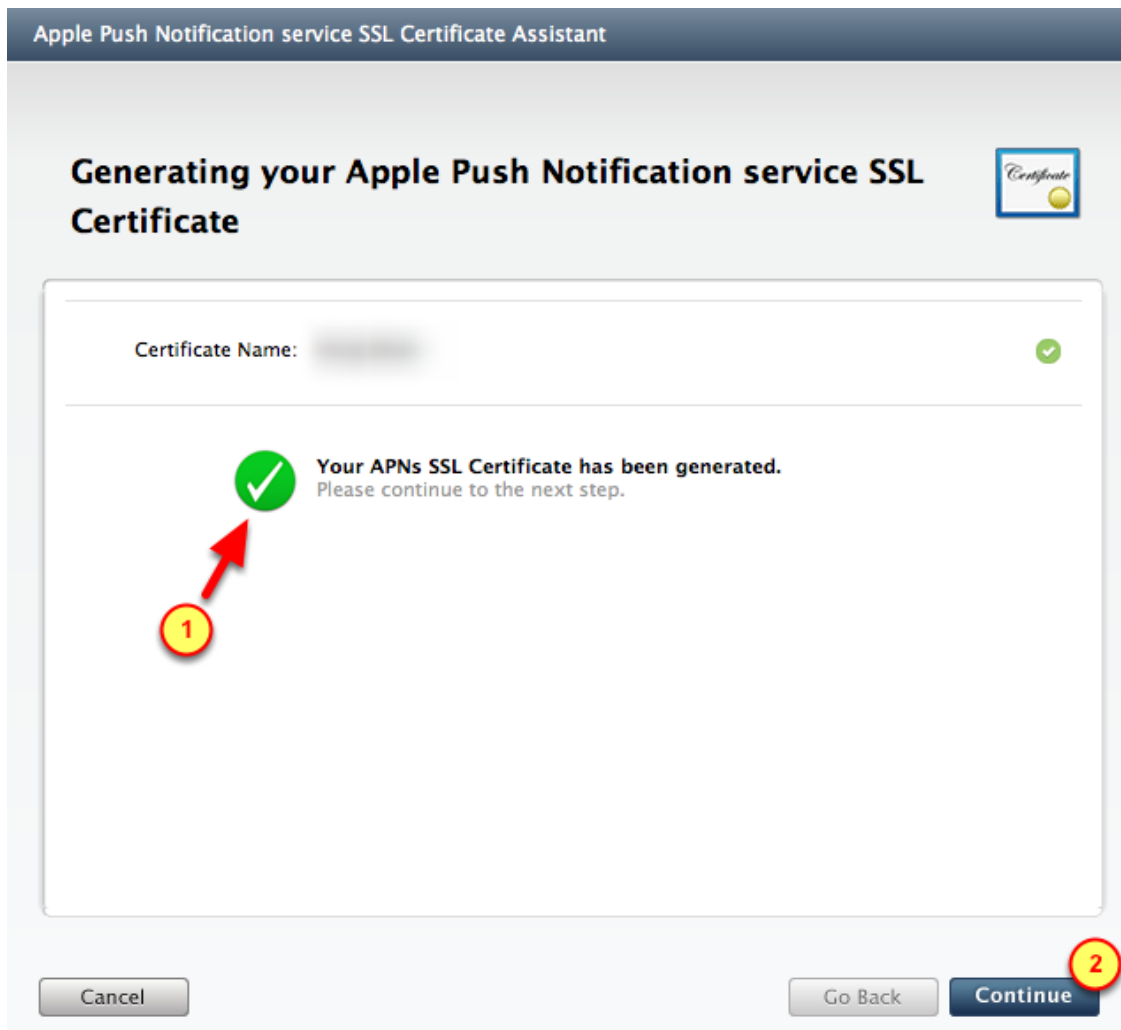 Apple Push Notification service SSL Certificate Assistant
Generating your Apple Push Notification service SSL
Certificate
Certificate
Certificate Name:
Your APNs SSL Certificate has been generated.
Please continue to the next step.
1
2
Cancel
Go Back
Continue